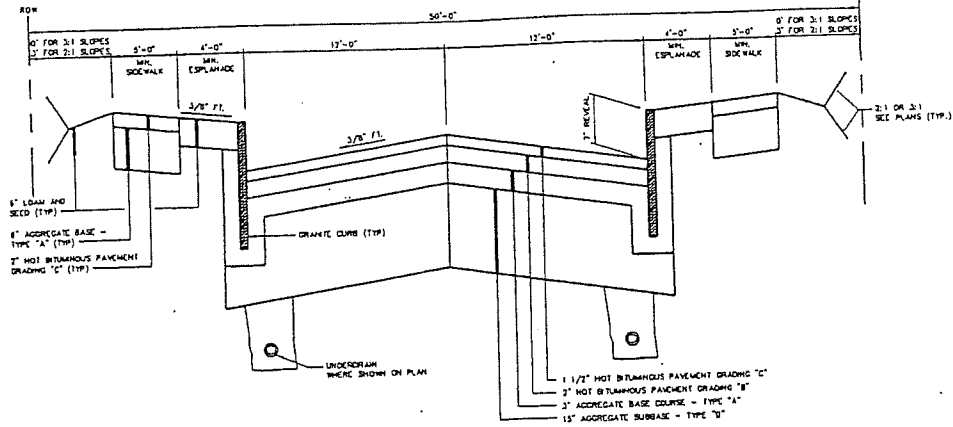 ROW
50'-0"
0' FOR 3:1 SLOPES
3' FOR 2:1 SLOPES
5'-0"
MIN.
SIDEWALK
4'-0"
MIN.
ESPLANADE
12'-0"
12'-0"
4'-0"
MIN.
ESPLANADE
5'-0"
MIN.
SIDEWALK
0' FOR 3:1 SLOPES
3' FOR 2:1 SLOPES
3/8" FT.
3/8" FT.
7" REVEAL
2:1 OR 3:1
SEE PLANS (TYP.)
6" LOAM AND
SEED (TYP)
8" AGGREGATE BASE -
TYPE "A" (TYP)
2" HOT BITUMINOUS PAVEMENT
GRADING "C" (TYP)
GRANITE CURB (TYP)
UNDERDRAIN
WHERE SHOWN ON PLAN
1 1/2" HOT BITUMINOUS PAVEMENT GRADING "C"
2" HOT BITUMINOUS PAVEMENT GRADING "B"
3" AGGREGATE BASE COURSE - TYPE "A"
15" AGGREGATE SUBBASE - TYPE "D"